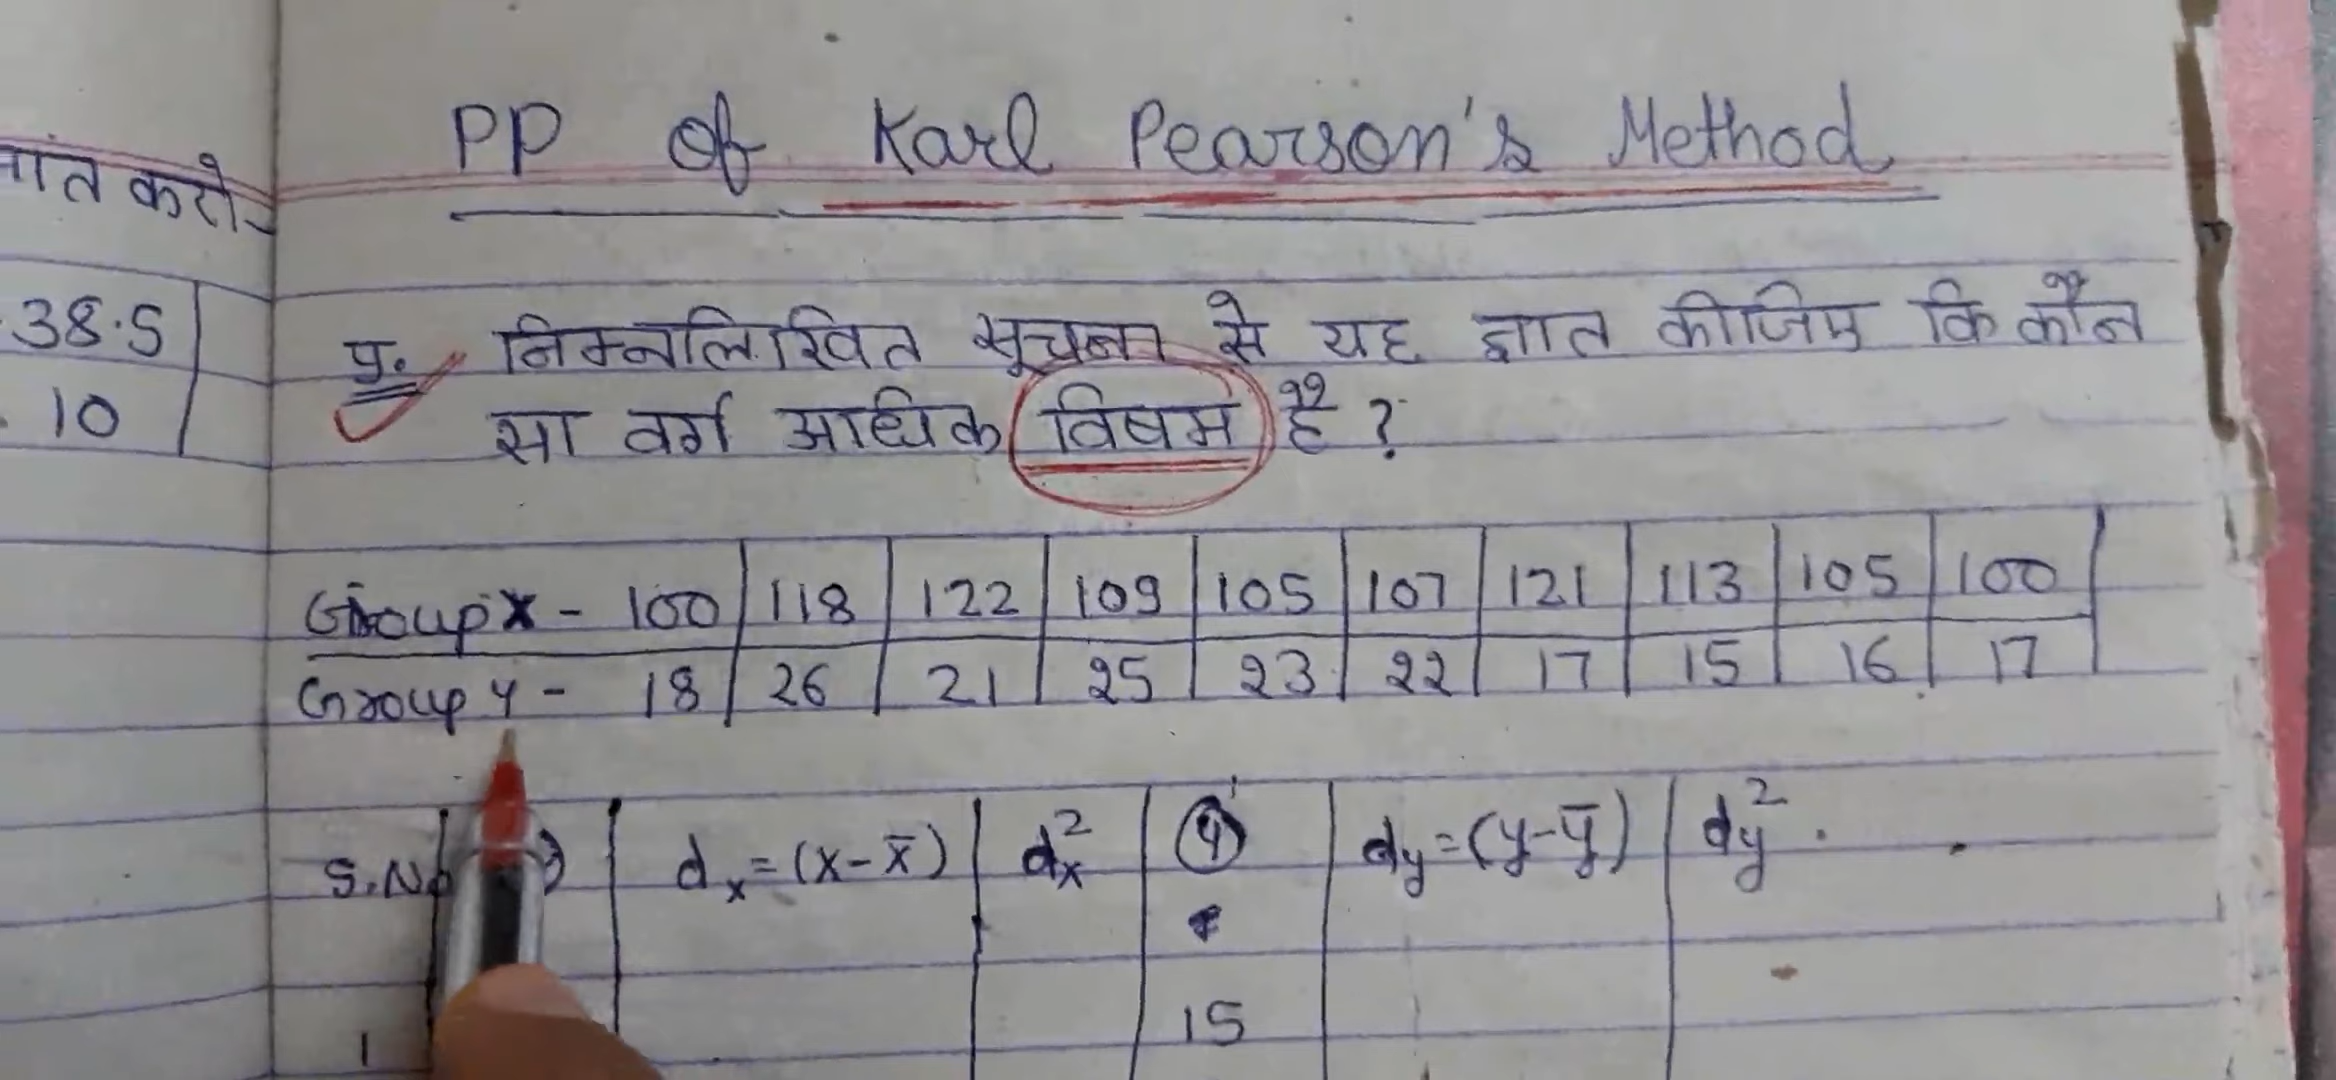 PP of Karl Pearson's Method
ात करो-
38.5
10
प्र. निम्नलिखित सूचना से यह ज्ञात कीजिए कि कौन
सा वर्ग अधिक विषम है ?
Group X - 100 118 122 109 105 107 121 113 105 100
Group Y - 18 26 21 25 23 22 17 15 16 17
S.No dx=(x-x̄) dx² y dy=(y-ȳ) dy²
1 15